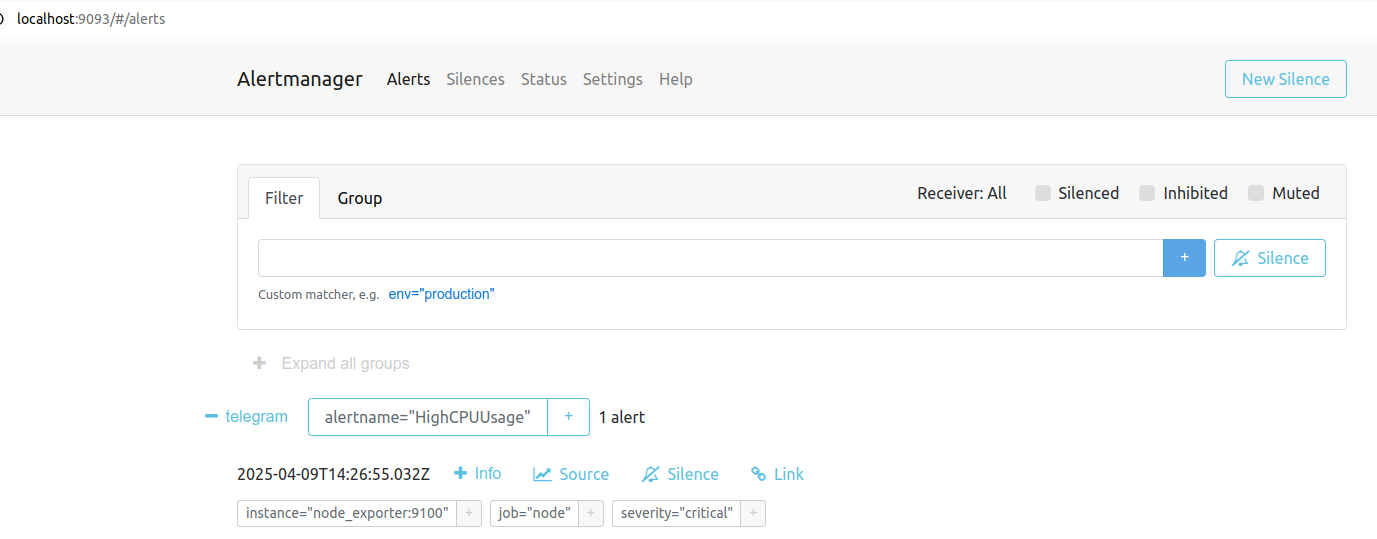 localhost:9093/#/alerts
Alertmanager Alerts Silences Status Settings Help New Silence
Filter Group Receiver: All Silenced Inhibited Muted
+ Silence
Custom matcher, e.g. env="production"
+ Expand all groups
− telegram alertname="HighCPUUsage" + 1 alert
2025-04-09T14:26:55.032Z + Info Source Silence Link
instance="node_exporter:9100" + job="node" + severity="critical" +